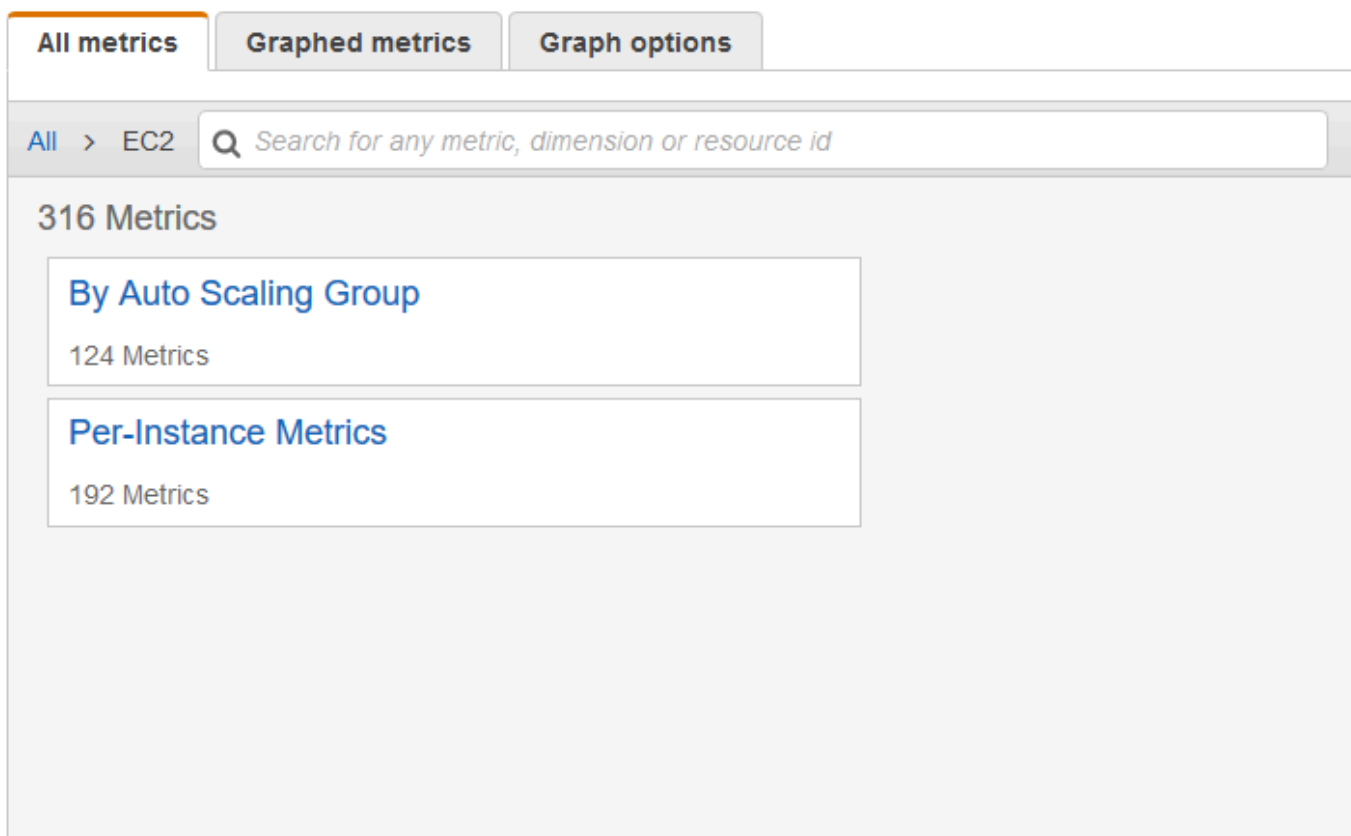 All metrics Graphed metrics Graph options
All > EC2 Search for any metric, dimension or resource id
316 Metrics
By Auto Scaling Group
124 Metrics
Per-Instance Metrics
192 Metrics